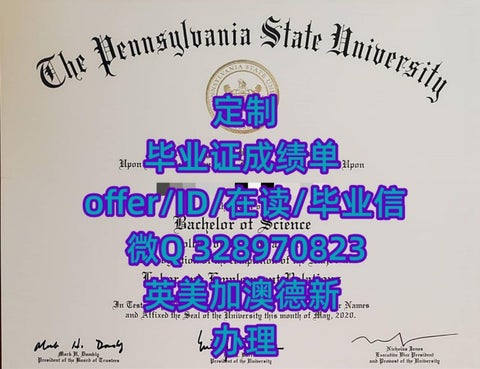 The Pennsylvania State University
定制
毕业证成绩单
Upon Upon
offer/ID/在读/毕业信
Bachelor of Science
微Q 328970823
英美加澳德新
In Names
and Affixed the Seal of the University this month of May, 2020.
办理
Mark H. Dambly
President of the Board of Trustees
President
Nicholas Jones
Executive Vice President
and Provost of the University